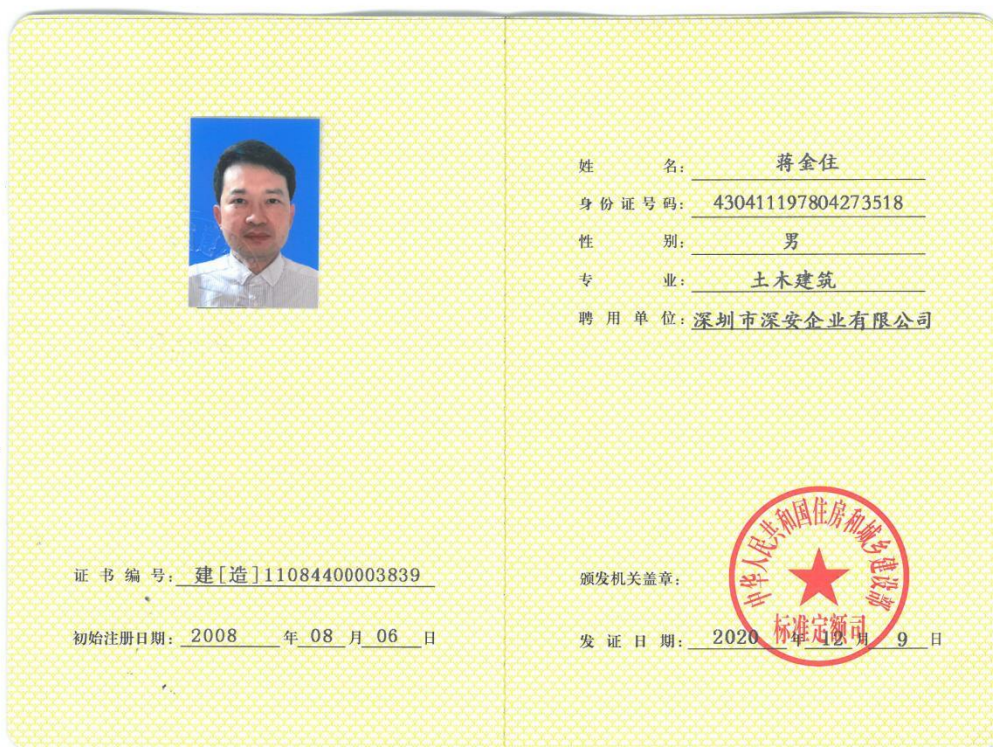 姓 名: 蒋金住
身份证号码: 430411197804273518
性 别: 男
专 业: 土木建筑
聘用单位: 深圳市深安企业有限公司
证书编号: 建[造]11084400003839
初始注册日期: 2008 年 08 月 06 日
中华人民共和国住房和城乡建设部
标准定额司
颁发机关盖章:
发证日期: 2020 年 12 月 9 日